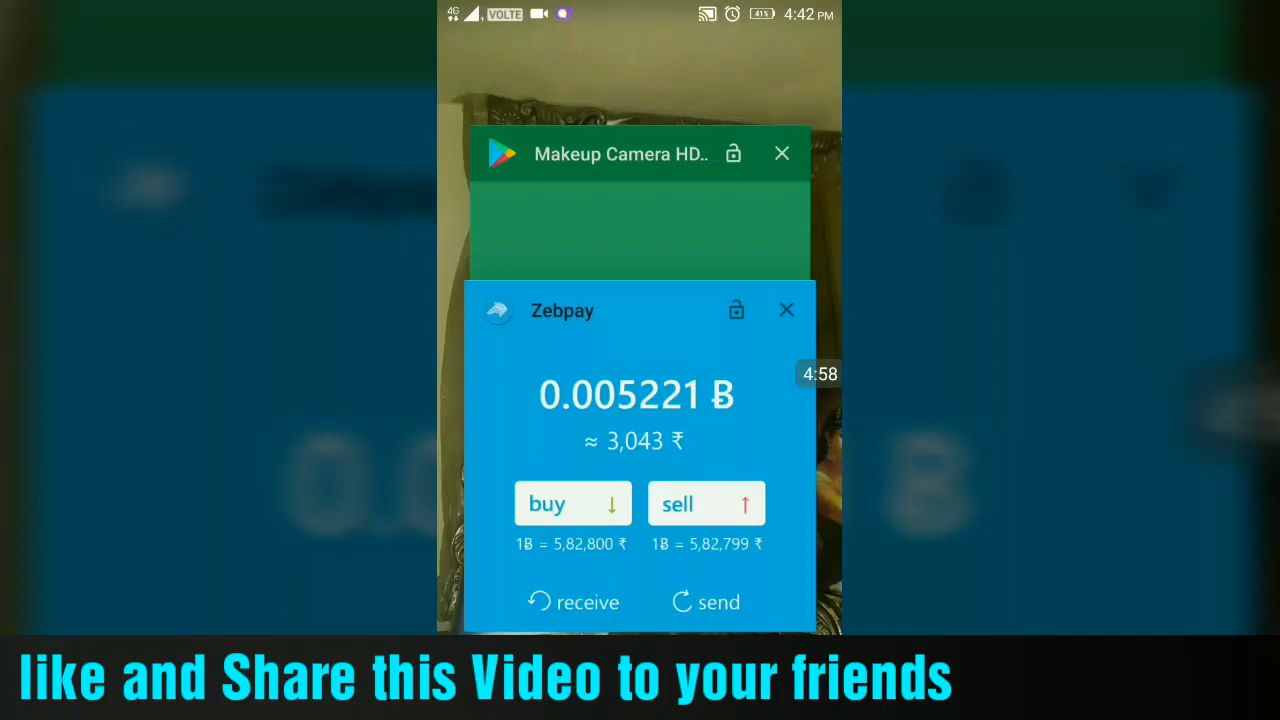 4G VOLTE 41% 4:42 PM
Makeup Camera HD..
Zebpay
4:58
0.005221 Ƀ
≈ 3,043 ₹
buy ↓ sell ↑
1Ƀ = 5,82,800 ₹ 1Ƀ = 5,82,799 ₹
receive send
like and Share this Video to your friends